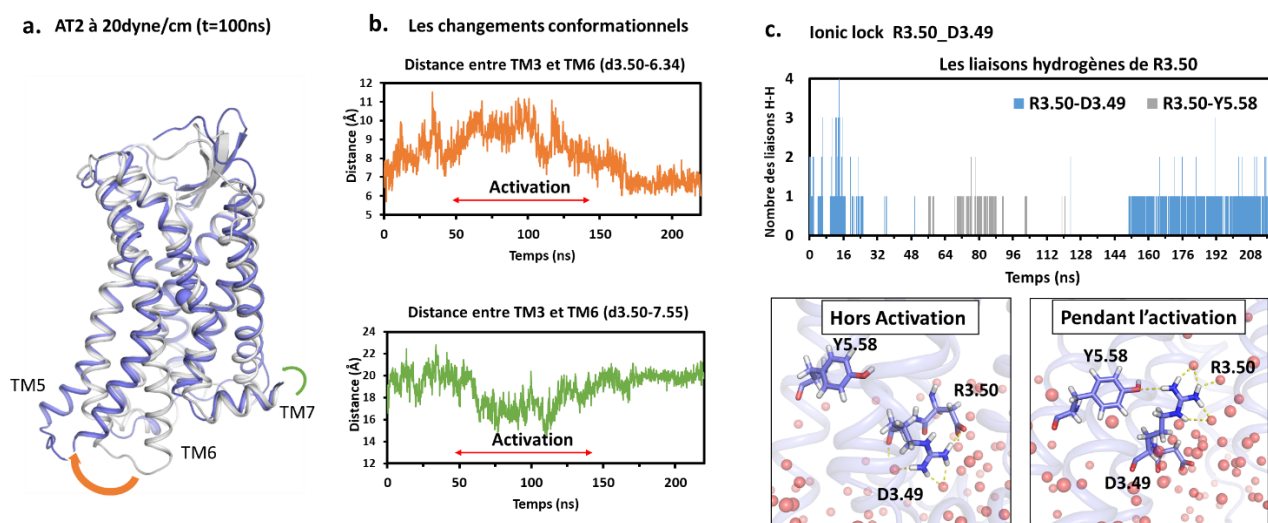 a. AT2 à 20dyne/cm (t=100ns)
TM5
TM6
TM7
b. Les changements conformationnels
Distance entre TM3 et TM6 (d3.50-6.34)
Distance (Å)
12
11
10
9
8
7
6
5
Activation
0 50 100 150 200
Temps (ns)
Distance entre TM3 et TM6 (d3.50-7.55)
Distance (Å)
24
22
20
18
16
14
12
Activation
0 50 100 150 200
Temps (ns)
c. Ionic lock R3.50_D3.49
Les liaisons hydrogènes de R3.50
R3.50-D3.49 R3.50-Y5.58
Nombre des liaisons H-H
4
3
2
1
0
0 16 32 48 64 80 96 112 128 144 160 176 192 208
Temps (ns)
Hors Activation
Y5.58
R3.50
D3.49
Pendant l’activation
Y5.58
R3.50
D3.49